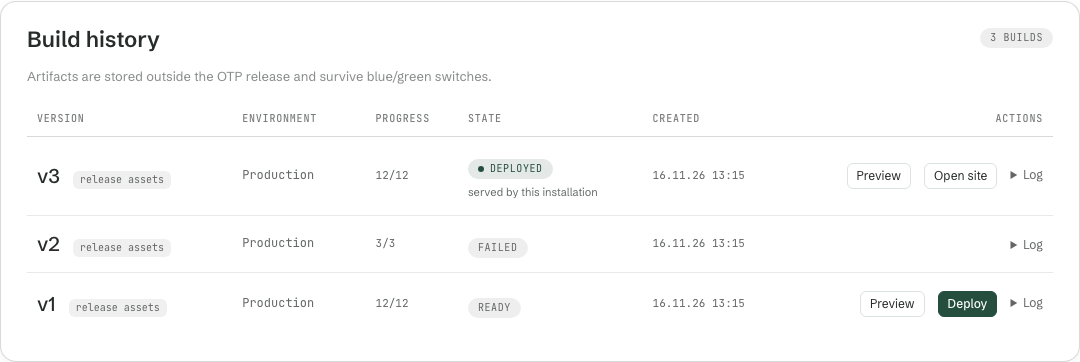 Build history
3 BUILDS
Artifacts are stored outside the OTP release and survive blue/green switches.
VERSION ENVIRONMENT PROGRESS STATE CREATED ACTIONS
v3 release assets Production 12/12 DEPLOYED 16.11.26 13:15 Preview Open site Log
served by this installation
v2 release assets Production 3/3 FAILED 16.11.26 13:15 Log
v1 release assets Production 12/12 READY 16.11.26 13:15 Preview Deploy Log